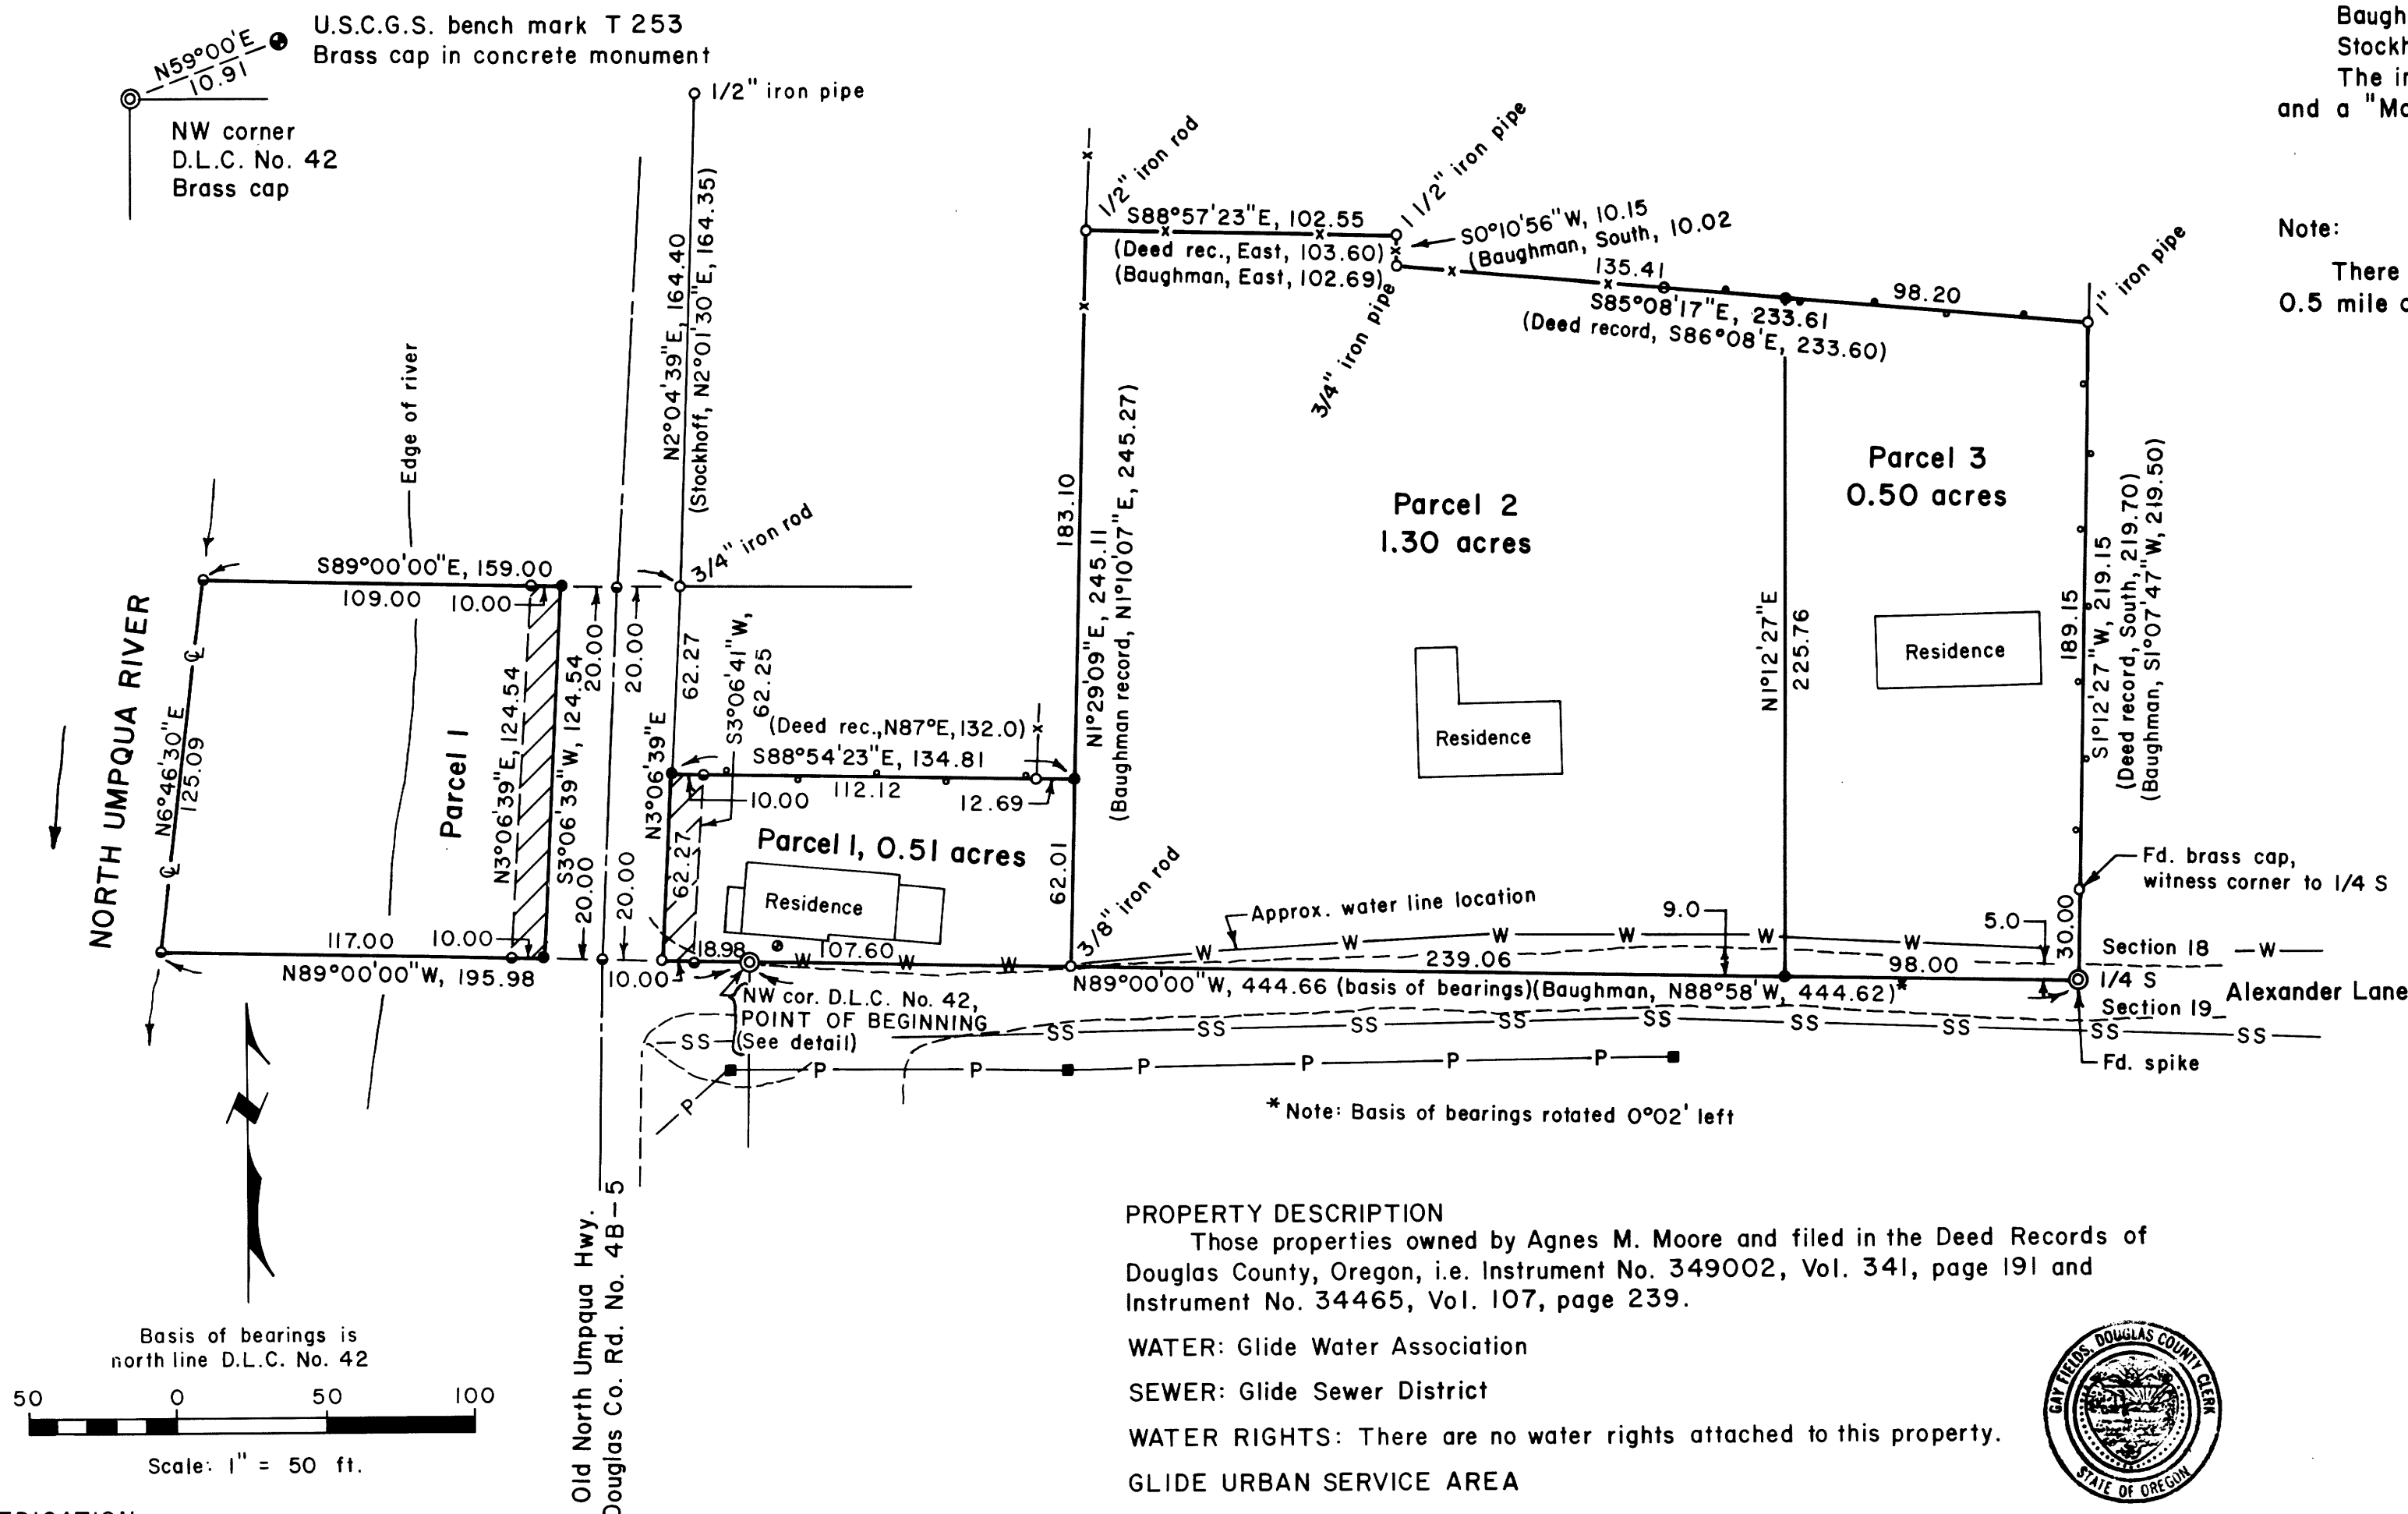 U.S.C.G.S. bench mark T 253
Brass cap in concrete monument
N59°00'E
10.91
NW corner
D.L.C. No. 42
Brass cap
1/2" iron pipe
N2°04'39"E, 164.40
(Stockhoff, N2°01'30"E, 164.35)
3/4" iron rod
1/2" iron rod
1 1/2" iron pipe
S88°57'23"E, 102.55
(Deed rec., East, 103.60)
(Baughman, East, 102.69)
S0°10'56"W, 10.15
(Baughman, South, 10.02
3/4" iron pipe
135.41
98.20
S85°08'17"E, 233.61
(Deed record, S86°08'E, 233.60)
1" iron pipe
Note:
There
0.5 mile
The
and a
Edge of river
S89°00'00"E, 159.00
109.00
10.00
NORTH UMPQUA RIVER
N6°46'30"E
125.09
Parcel 1
N3°06'39"E, 124.54
S3°06'39"W, 124.54
20.00
20.00
20.00
20.00
117.00
10.00
N89°00'00"W, 195.98
62.27
N3°06'39"E
62.27
S3°06'41"W,
62.25
(Deed rec., N87°E, 132.0)
S88°54'23"E, 134.81
10.00
112.12
12.69
Parcel 1, 0.51 acres
Residence
18.98
107.60
10.00
183.10
62.01
N1°29'09"E, 245.11
(Baughman record, N1°10'07"E, 245.27)
3/8" iron rod
Parcel 2
1.30 acres
Residence
N1°12'27"E
225.76
Parcel 3
0.50 acres
Residence
189.15
30.00
S1°12'27"W, 219.15
(Deed record, South, 219.70)
(Baughman, S1°07'47"W, 219.50)
Fd. brass cap,
witness corner to 1/4 S
Approx. water line location
9.0
5.0
W W W W W W W W W W
239.06
98.00
N89°00'00"W, 444.66 (basis of bearings)(Baughman, N88°58'W, 444.62)*
Section 18
1/4 S
Section 19
Alexander Lane
Fd. spike
NW cor. D.L.C. No. 42,
POINT OF BEGINNING
(See detail)
SS SS SS SS SS SS SS SS SS SS
P P P P P P
* Note: Basis of bearings rotated 0°02' left
Old North Umpqua Hwy.
Douglas Co. Rd. No. 4B-5
Basis of bearings is
north line D.L.C. No. 42
50 0 50 100
Scale: 1" = 50 ft.
PROPERTY DESCRIPTION
Those properties owned by Agnes M. Moore and filed in the Deed Records of
Douglas County, Oregon, i.e. Instrument No. 349002, Vol. 341, page 191 and
Instrument No. 34465, Vol. 107, page 239.
WATER: Glide Water Association
SEWER: Glide Sewer District
WATER RIGHTS: There are no water rights attached to this property.
GLIDE URBAN SERVICE AREA
GAY FIELDS, DOUGLAS COUNTY CLERK
STATE OF OREGON